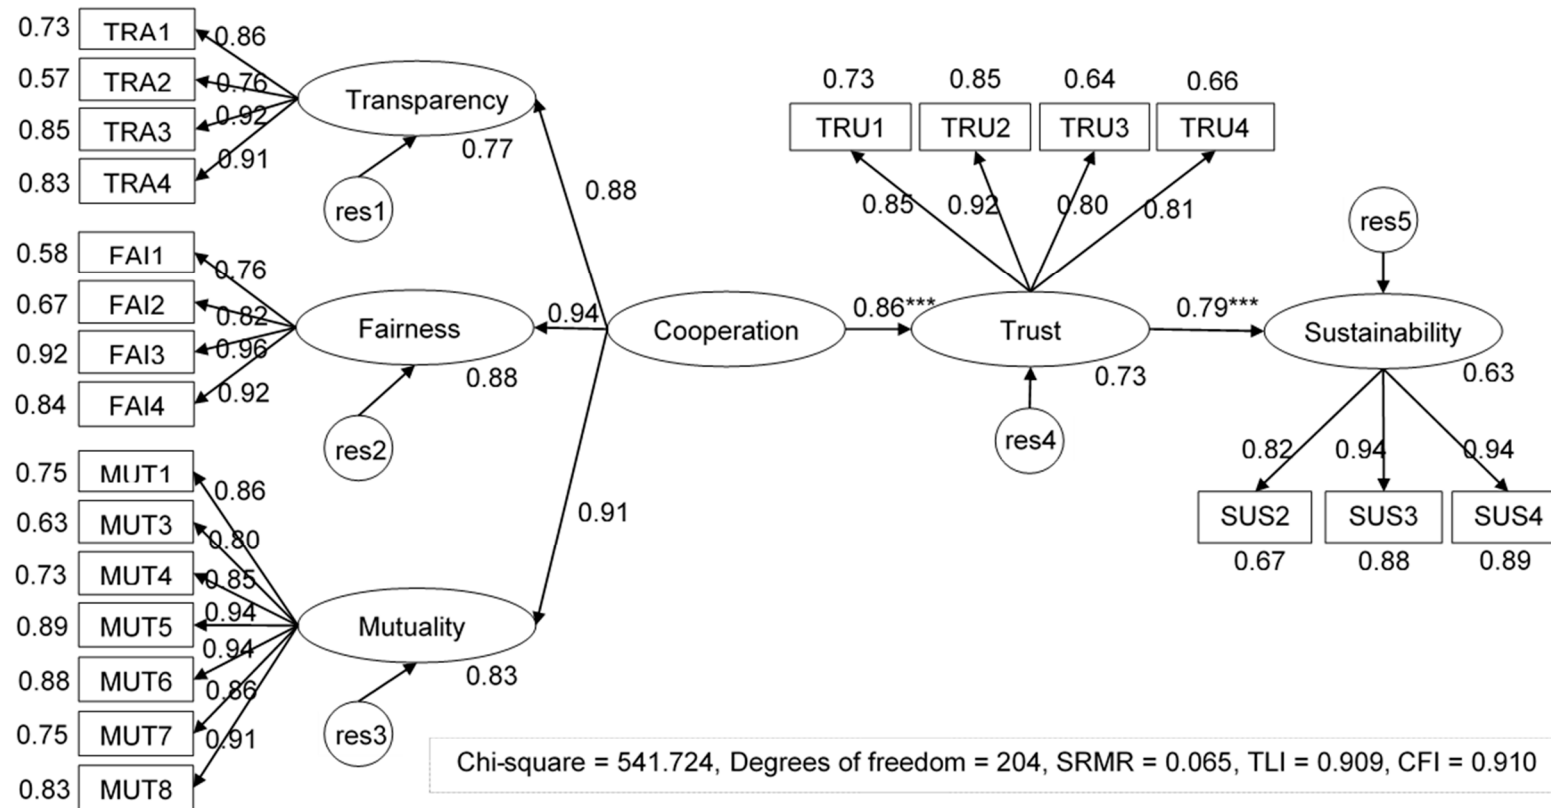 0.73 TRA1 0.86
0.57 TRA2 0.76
0.85 TRA3 0.92
0.83 TRA4 0.91
Transparency
0.77
res1
0.58 FAI1 0.76
0.67 FAI2 0.82
0.92 FAI3 0.96
0.84 FAI4 0.92
Fairness
0.88
res2
0.75 MUT1 0.86
0.63 MUT3 0.80
0.73 MUT4 0.85
0.89 MUT5 0.94
0.88 MUT6 0.94
0.75 MUT7 0.86
0.83 MUT8 0.91
Mutuality
0.83
res3
0.88
0.94
0.91
Cooperation
0.86***
0.73 0.85 0.64 0.66
TRU1 TRU2 TRU3 TRU4
0.85 0.92 0.80 0.81
Trust
0.73
res4
0.79***
res5
Sustainability
0.63
0.82 0.94 0.94
SUS2 SUS3 SUS4
0.67 0.88 0.89
Chi-square = 541.724, Degrees of freedom = 204, SRMR = 0.065, TLI = 0.909, CFI = 0.910